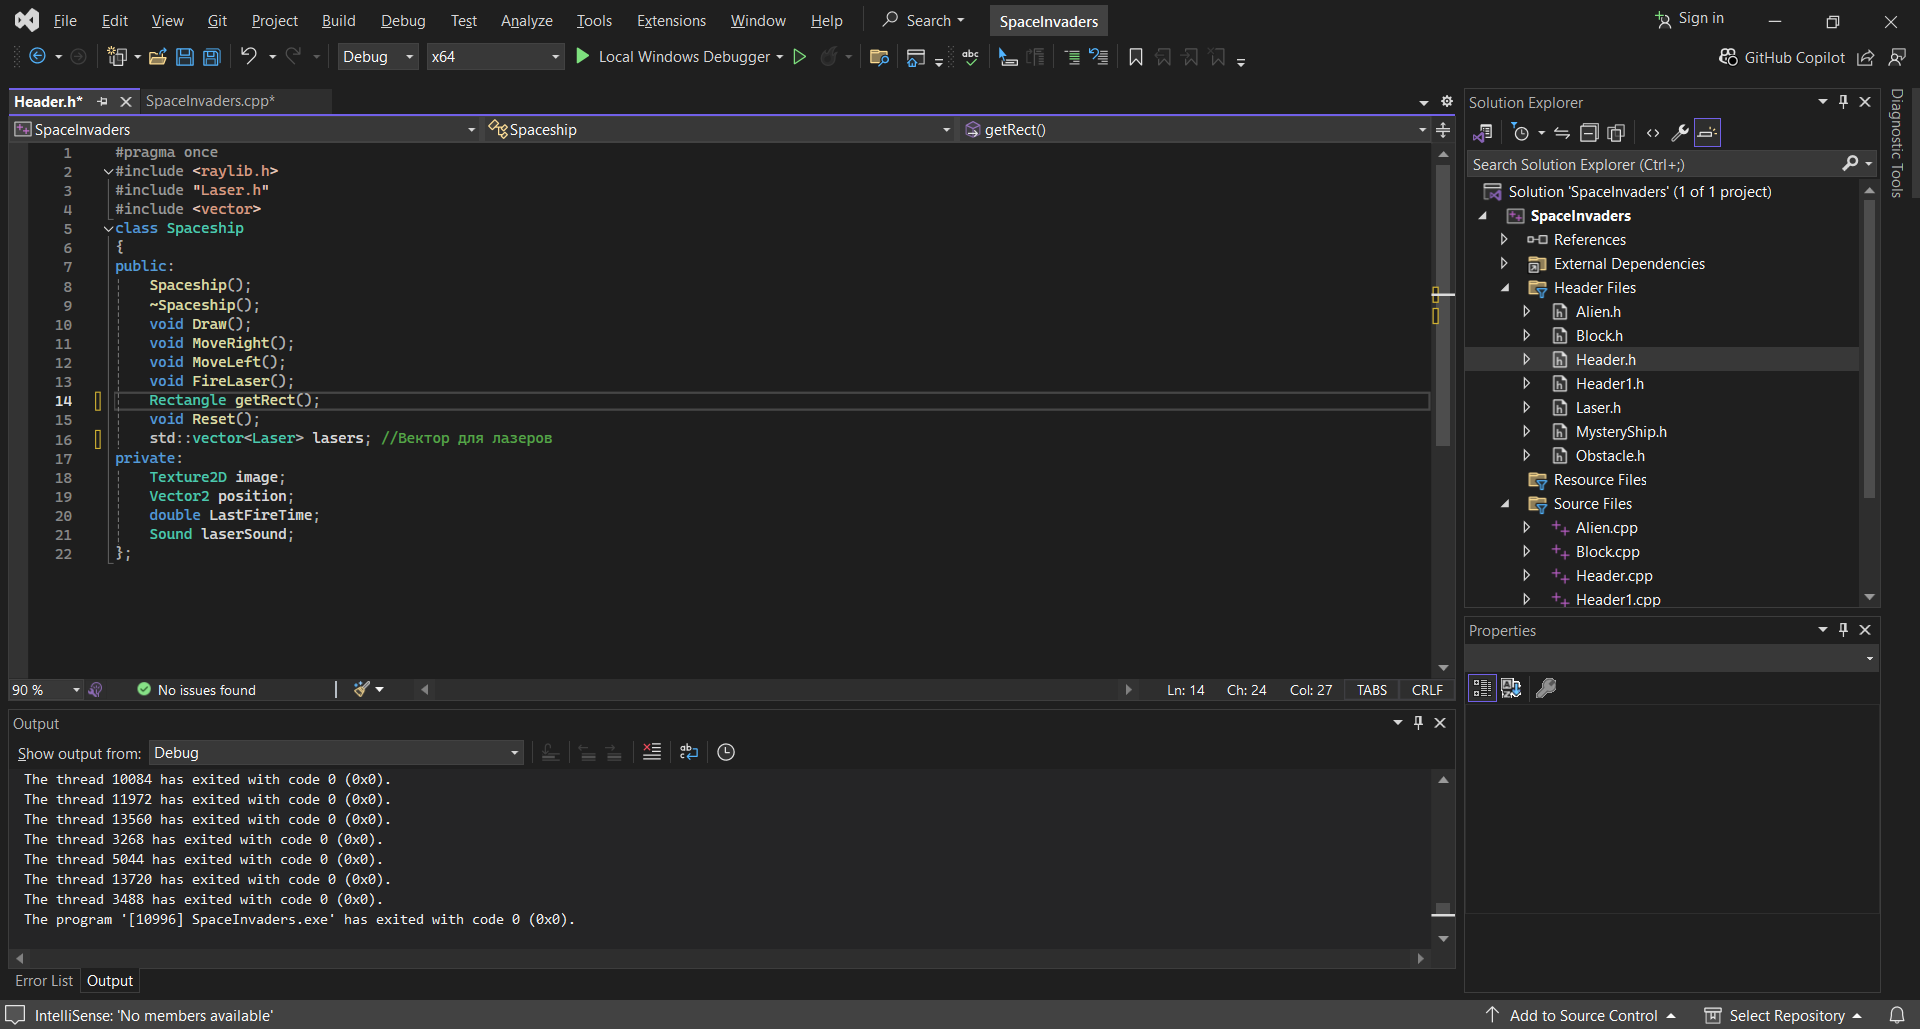 File Edit View Git Project Build Debug Test Analyze Tools Extensions Window Help Search SpaceInvaders Sign in
Debug x64 Local Windows Debugger GitHub Copilot
Header.h* SpaceInvaders.cpp*
SpaceInvaders Spaceship getRect()
1 #pragma once
2 #include <raylib.h>
3 #include "Laser.h"
4 #include <vector>
5 class Spaceship
6 {
7 public:
8 Spaceship();
9 ~Spaceship();
10 void Draw();
11 void MoveRight();
12 void MoveLeft();
13 void FireLaser();
14 Rectangle getRect();
15 void Reset();
16 std::vector<Laser> lasers; //Вектор для лазеров
17 private:
18 Texture2D image;
19 Vector2 position;
20 double LastFireTime;
21 Sound laserSound;
22 };
90 % No issues found Ln: 14 Ch: 24 Col: 27 TABS CRLF
Output
Show output from: Debug
The thread 10084 has exited with code 0 (0x0).
The thread 11972 has exited with code 0 (0x0).
The thread 13560 has exited with code 0 (0x0).
The thread 3268 has exited with code 0 (0x0).
The thread 5044 has exited with code 0 (0x0).
The thread 13720 has exited with code 0 (0x0).
The thread 3488 has exited with code 0 (0x0).
The program '[10996] SpaceInvaders.exe' has exited with code 0 (0x0).
Error List Output
Solution Explorer
Search Solution Explorer (Ctrl+;)
Solution 'SpaceInvaders' (1 of 1 project)
SpaceInvaders
References
External Dependencies
Header Files
Alien.h
Block.h
Header.h
Header1.h
Laser.h
MysteryShip.h
Obstacle.h
Resource Files
Source Files
Alien.cpp
Block.cpp
Header.cpp
Header1.cpp
Properties
Diagnostic Tools
IntelliSense: 'No members available' Add to Source Control Select Repository